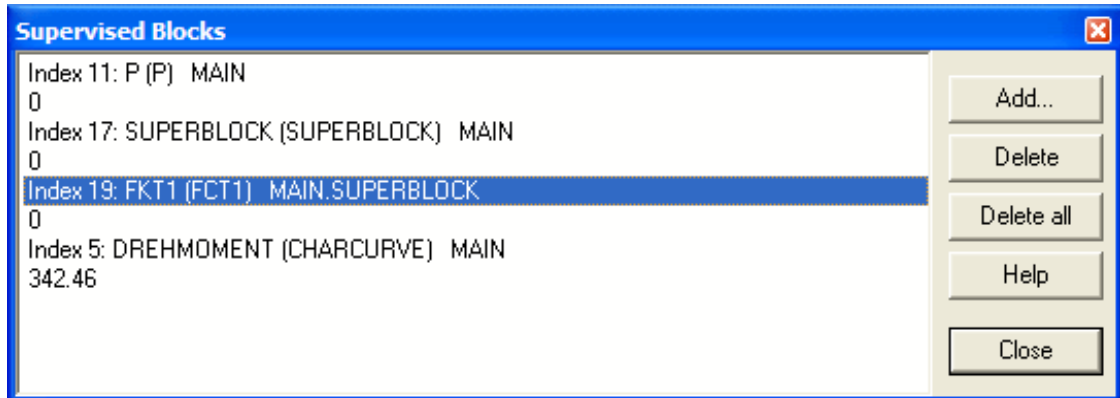 Supervised Blocks
Index 11: P (P) MAIN
0
Index 17: SUPERBLOCK (SUPERBLOCK) MAIN
0
Index 19: FKT1 (FCT1) MAIN.SUPERBLOCK
0
Index 5: DREHMOMENT (CHARCURVE) MAIN
342.46
Add...
Delete
Delete all
Help
Close